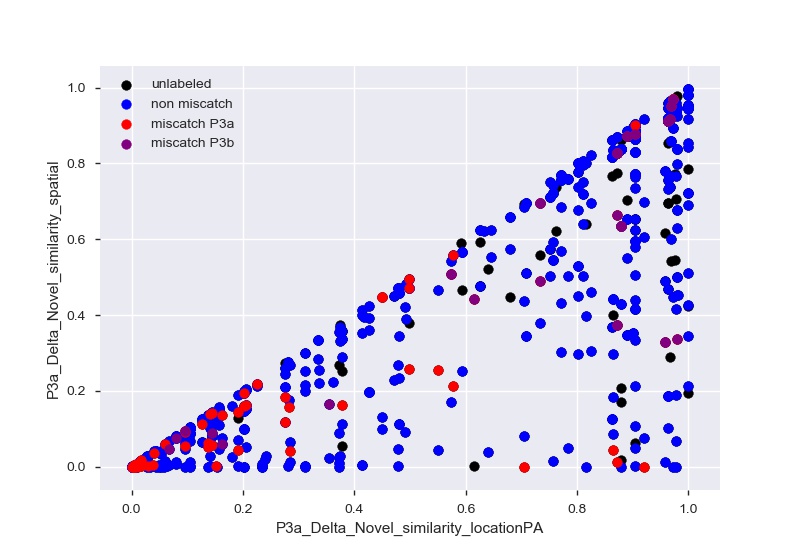 unlabeled
non miscatch
miscatch P3a
miscatch P3b
1.0
0.8
0.6
0.4
0.2
0.0
P3a_Delta_Novel_similarity_spatial
0.0 0.2 0.4 0.6 0.8 1.0
P3a_Delta_Novel_similarity_locationPA